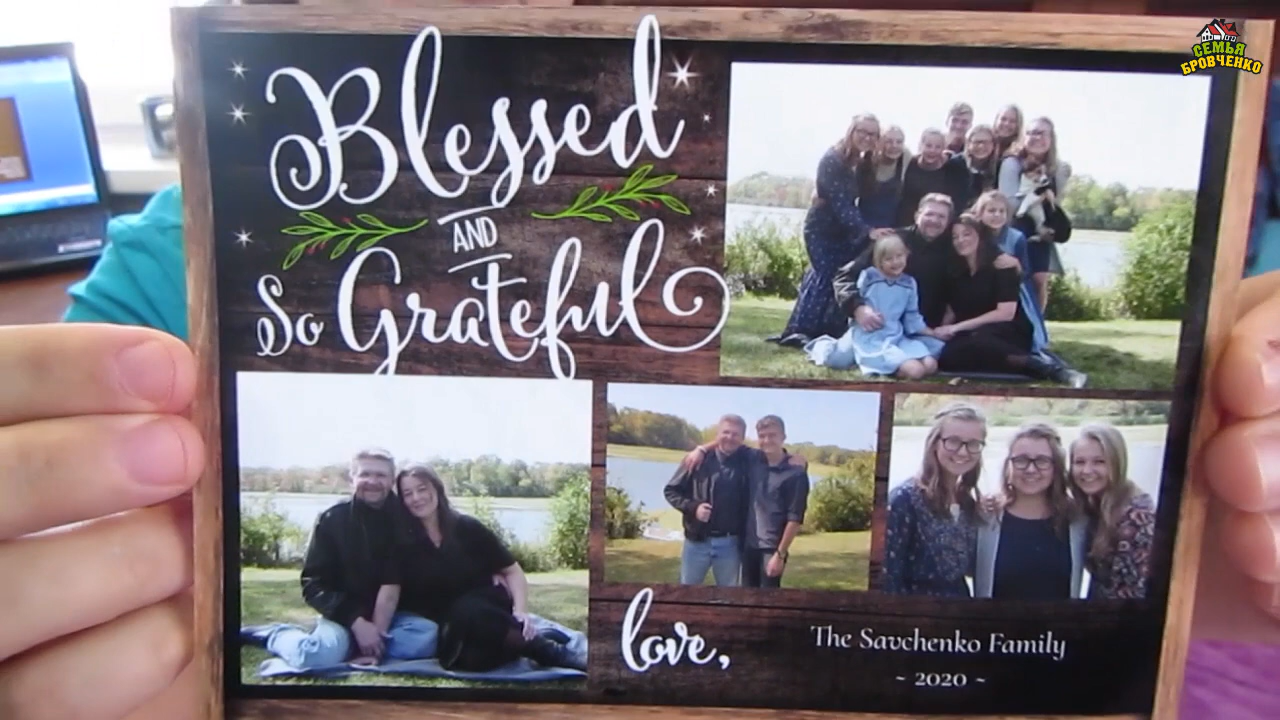 Blessed
AND
So Grateful
love,
The Savchenko Family
~ 2020 ~
СЕМЬЯ
БРОВЧЕНКО